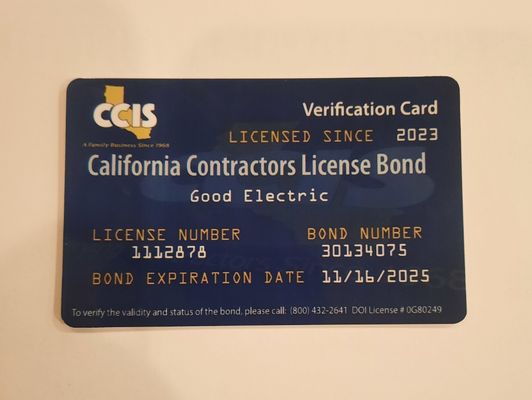 CCIS
A Family Business Since 1968
Verification Card
LICENSED SINCE 2023
California Contractors License Bond
Good Electric
LICENSE NUMBER BOND NUMBER
1112878 30134075
BOND EXPIRATION DATE 11/16/2025
To verify the validity and status of the bond, please call: (800) 432-2641 DOI License # 0G80249